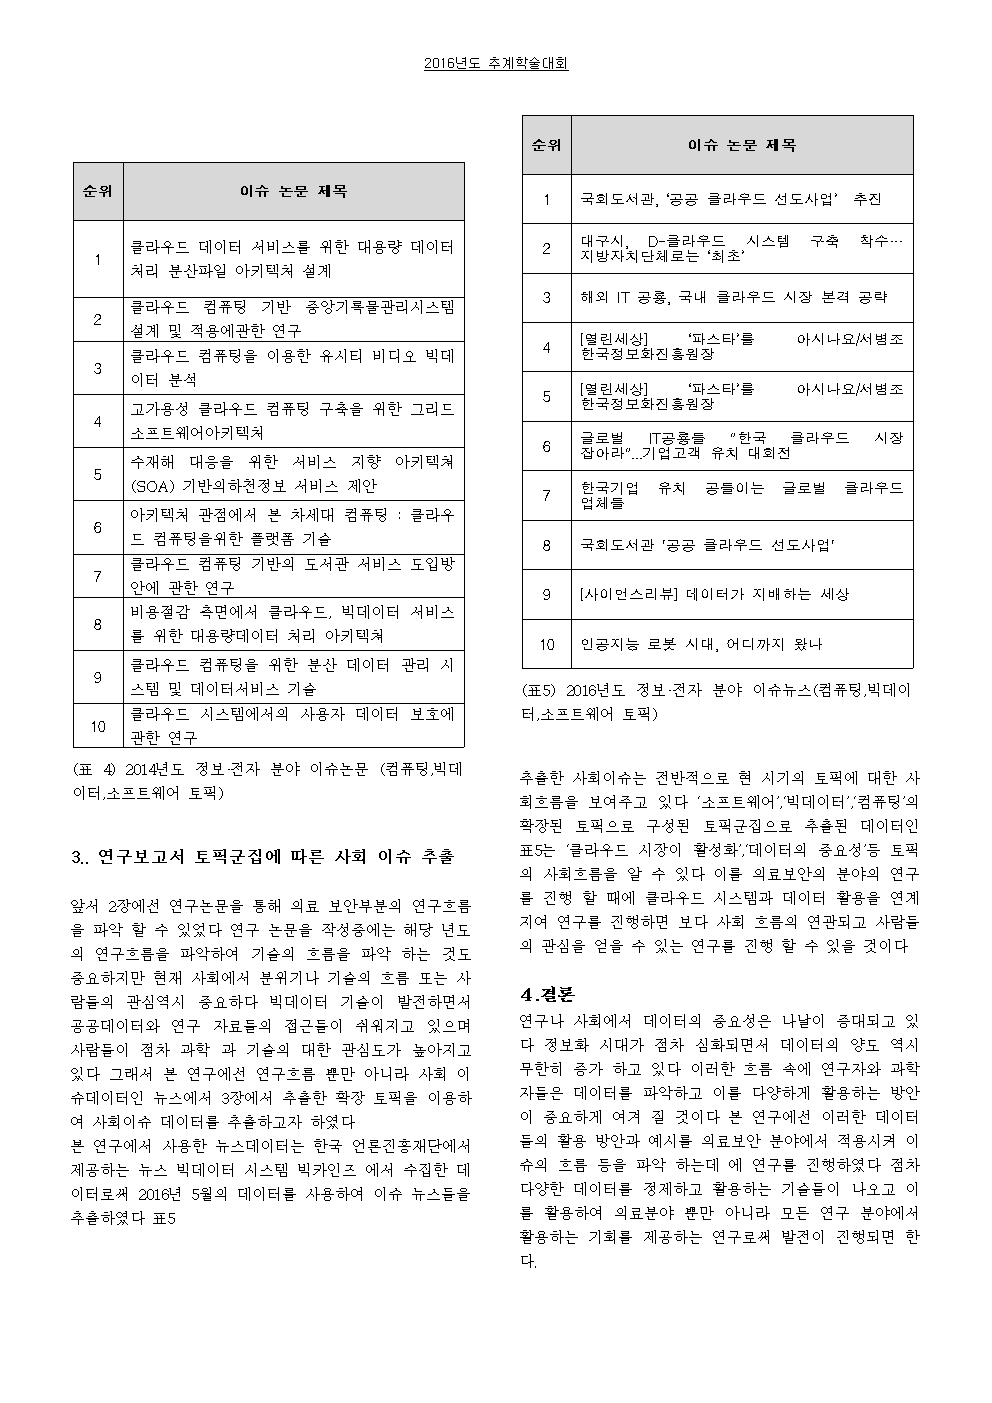 2016년도 추계학술대회
순위 이슈 논문 제목
1 클라우드 데이터 서비스를 위한 대용량 데이터
처리 분산파일 아키텍처 설계
2 클라우드 컴퓨팅 기반 중앙기록물관리시스템
설계 및 적용에관한 연구
3 클라우드 컴퓨팅을 이용한 유시티 비디오 빅데
이터 분석
4 고가용성 클라우드 컴퓨팅 구축을 위한 그리드
소프트웨어아키텍처
5 수재해 대응을 위한 서비스 지향 아키텍쳐
(SOA) 기반의하천정보 서비스 제안
6 아키텍처 관점에서 본 차세대 컴퓨팅 : 클라우
드 컴퓨팅을위한 플랫폼 기술
7 클라우드 컴퓨팅 기반의 도서관 서비스 도입방
안에 관한 연구
8 비용절감 측면에서 클라우드, 빅데이터 서비스
를 위한 대용량데이터 처리 아키텍쳐
9 클라우드 컴퓨팅을 위한 분산 데이터 관리 시
스템 및 데이터서비스 기술
10 클라우드 시스템에서의 사용자 데이터 보호에
관한 연구
(표 4) 2014년도 정보·전자 분야 이슈논문 (컴퓨팅,빅데
이터,소프트웨어 토픽)
3.. 연구보고서 토픽군집에 따른 사회 이슈 추출
앞서 2장에선 연구논문을 통해 의료 보안부분의 연구흐름
을 파악 할 수 있었다 연구 논문을 작성중에는 해당 년도
의 연구흐름을 파악하여 기술의 흐름을 파악 하는 것도
중요하지만 현재 사회에서 분위기나 기술의 흐름 또는 사
람들의 관심역시 중요하다 빅데이터 기술이 발전하면서
공공데이터와 연구 자료들의 접근들이 쉬워지고 있으며
사람들이 점차 과학 과 기술의 대한 관심도가 높아지고
있다 그래서 본 연구에선 연구흐름 뿐만 아니라 사회 이
슈데이터인 뉴스에서 3장에서 추출한 확장 토픽을 이용하
여 사회이슈 데이터를 추출하고자 하였다
본 연구에서 사용한 뉴스데이터는 한국 언론진흥재단에서
제공하는 뉴스 빅데이터 시스템 빅카인즈 에서 수집한 데
이터로써 2016년 5월의 데이터를 사용하여 이슈 뉴스들을
추출하였다 표5
순위 이슈 논문 제목
1 국회도서관, ‘공공 클라우드 선도사업’ 추진
2 대구시, D-클라우드 시스템 구축 착수…
지방자치단체로는 ‘최초’
3 해외 IT 공룡, 국내 클라우드 시장 본격 공략
4 [열린세상] ‘파스타’를 아시나요/서병조
한국정보화진흥원장
5 [열린세상] ‘파스타’를 아시나요/서병조
한국정보화진흥원장
6 글로벌 IT공룡들 “한국 클라우드 시장
잡아라”...기업고객 유치 대회전
7 한국기업 유치 공들이는 글로벌 클라우드
업체들
8 국회도서관 '공공 클라우드 선도사업'
9 [사이언스리뷰] 데이터가 지배하는 세상
10 인공지능 로봇 시대, 어디까지 왔나
(표5) 2016년도 정보·전자 분야 이슈뉴스(컴퓨팅,빅데이
터,소프트웨어 토픽)
추출한 사회이슈는 전반적으로 현 시기의 토픽에 대한 사
회흐름을 보여주고 있다 ‘소프트웨어’,‘빅데이터’,‘컴퓨팅’의
확장된 토픽으로 구성된 토픽군집으로 추출된 데이터인
표5는 ‘클라우드 시장이 활성화’,‘데이터의 중요성’등 토픽
의 사회흐름을 알 수 있다 이를 의료보안의 분야의 연구
를 진행 할 때에 클라우드 시스템과 데이터 활용을 연계
지여 연구를 진행하면 보다 사회 흐름의 연관되고 사람들
의 관심을 얻을 수 있는 연구를 진행 할 수 있을 것이다
4.결론
연구나 사회에서 데이터의 중요성은 나날이 증대되고 있
다 정보화 시대가 점차 심화되면서 데이터의 양도 역시
무한히 증가 하고 있다 이러한 흐름 속에 연구자와 과학
자들은 데이터를 파악하고 이를 다양하게 활용하는 방안
이 중요하게 여겨 질 것이다 본 연구에선 이러한 데이터
들의 활용 방안과 예시를 의료보안 분야에서 적용시켜 이
슈의 흐름 등을 파악 하는데 에 연구를 진행하였다 점차
다양한 데이터를 정제하고 활용하는 기술들이 나오고 이
를 활용하여 의료분야 뿐만 아니라 모든 연구 분야에서
활용하는 기회를 제공하는 연구로써 발전이 진행되면 한
다.